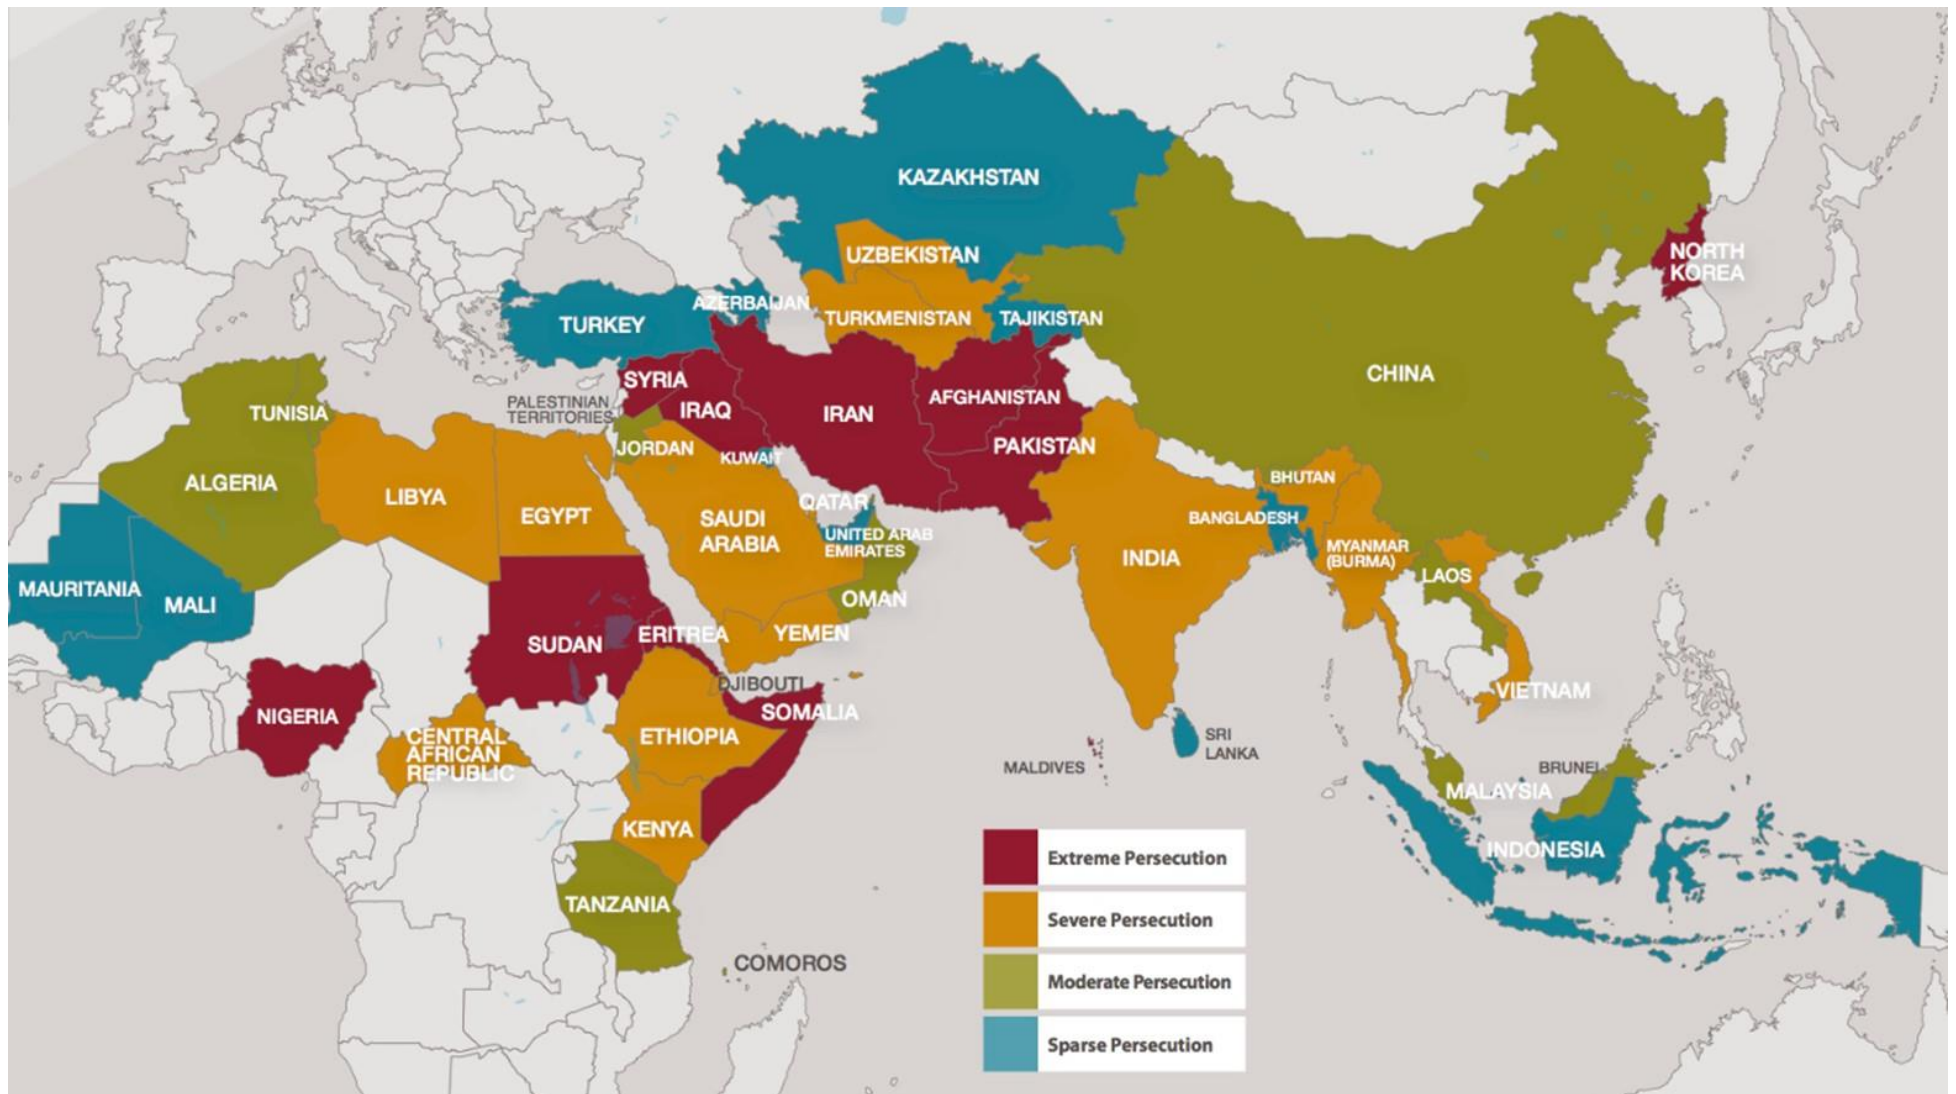 KAZAKHSTAN
UZBEKISTAN
NORTH
KOREA
AZERBAIJAN
TURKEY
TURKMENISTAN
TAJIKISTAN
CHINA
SYRIA
PALESTINIAN
TERRITORIES
IRAQ
IRAN
AFGHANISTAN
TUNISIA
JORDAN
KUWAIT
PAKISTAN
ALGERIA
LIBYA
EGYPT
SAUDI
ARABIA
QATAR
UNITED ARAB
EMIRATES
BHUTAN
BANGLADESH
INDIA
MYANMAR
(BURMA)
LAOS
MAURITANIA
MALI
OMAN
SUDAN
ERITREA
YEMEN
DJIBOUTI
SOMALIA
VIETNAM
NIGERIA
CENTRAL
AFRICAN
REPUBLIC
ETHIOPIA
SRI
LANKA
MALDIVES
BRUNEI
MALAYSIA
KENYA
INDONESIA
TANZANIA
COMOROS
Extreme Persecution
Severe Persecution
Moderate Persecution
Sparse Persecution